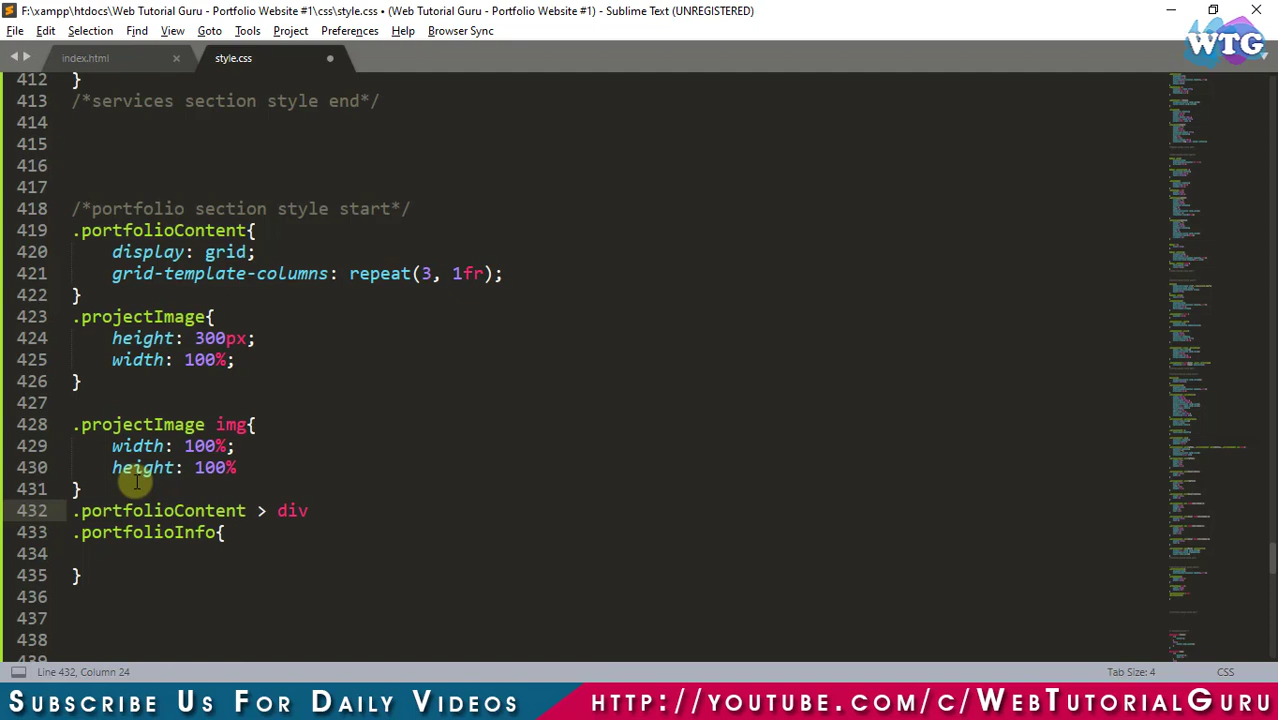 F:\xampp\htdocs\Web Tutorial Guru - Portfolio Website #1\css\style.css • (Web Tutorial Guru - Portfolio Website #1) - Sublime Text (UNREGISTERED)
File Edit Selection Find View Goto Tools Project Preferences Help Browser Sync
WTG
index.html style.css
412 }
413 /*services section style end*/
414
415
416
417
418 /*portfolio section style start*/
419 .portfolioContent{
420 display: grid;
421 grid-template-columns: repeat(3, 1fr);
422 }
423 .projectImage{
424 height: 300px;
425 width: 100%;
426 }
427
428 .projectImage img{
429 width: 100%;
430 height: 100%
431 }
432 .portfolioContent > div
433 .portfolioInfo{
434
435 }
436
437
438
439
Line 432, Column 24 Tab Size: 4 CSS
Subscribe Us For Daily Videos http://youtube.com/c/WebTutorialGuru